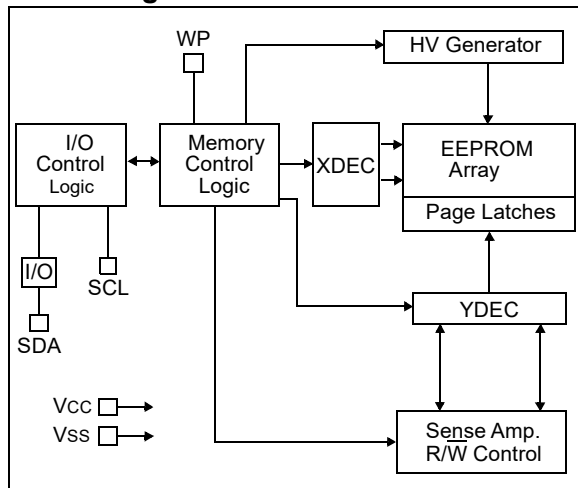 WP
HV Generator
I/O
Control
Logic
Memory
Control
Logic
XDEC
EEPROM
Array
Page Latches
I/O
SCL
SDA
YDEC
VCC
VSS
Sense Amp.
R/W̅ Control